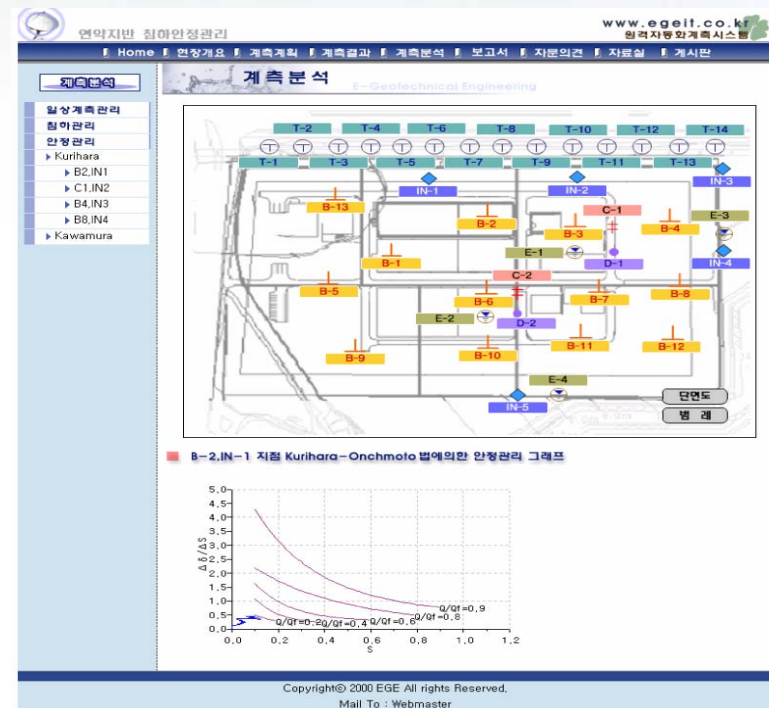 연약지반 침하안정관리
www.egeit.co.kr
원격자동화계측시스템
Home 현장개요 계측계획 계측결과 계측분석 보고서 자문의견 자료실 게시판
계측분석
계측분석
E-Geotechnical Engineering
일상계측관리
침하관리
안정관리
Kurihara
B2,IN1
C1,IN2
B4,IN3
B8,IN4
Kawamura
T-2 T-4 T-6 T-8 T-10 T-12 T-14
T-1 T-3 T-5 T-7 T-9 T-11 T-13
IN-1 IN-2 IN-3
B-13 B-2 C-1 B-3 B-4 E-3
B-1 E-1 D-1 IN-4
C-2
B-5 B-6 B-7 B-8
E-2 D-2
B-9 B-10 B-11 B-12
E-4
IN-5
단면도
범 례
B-2,IN-1 지점 Kurihara-Onchmoto 법에의한 안정관리 그래프
5.0
4.5
4.0
3.5
3.0
2.5
2.0
1.5
1.0
0.5
0.0
Δδ/ΔS
Q/Qf=0.2 Q/Qf=0.4 Q/Qf=0.6 Q/Qf=0.8 Q/Qf=0.9
0.0 0.2 0.4 0.6 0.8 1.0 1.2
S
Copyright© 2000 EGE All rights Reserved,
Mail To : Webmaster